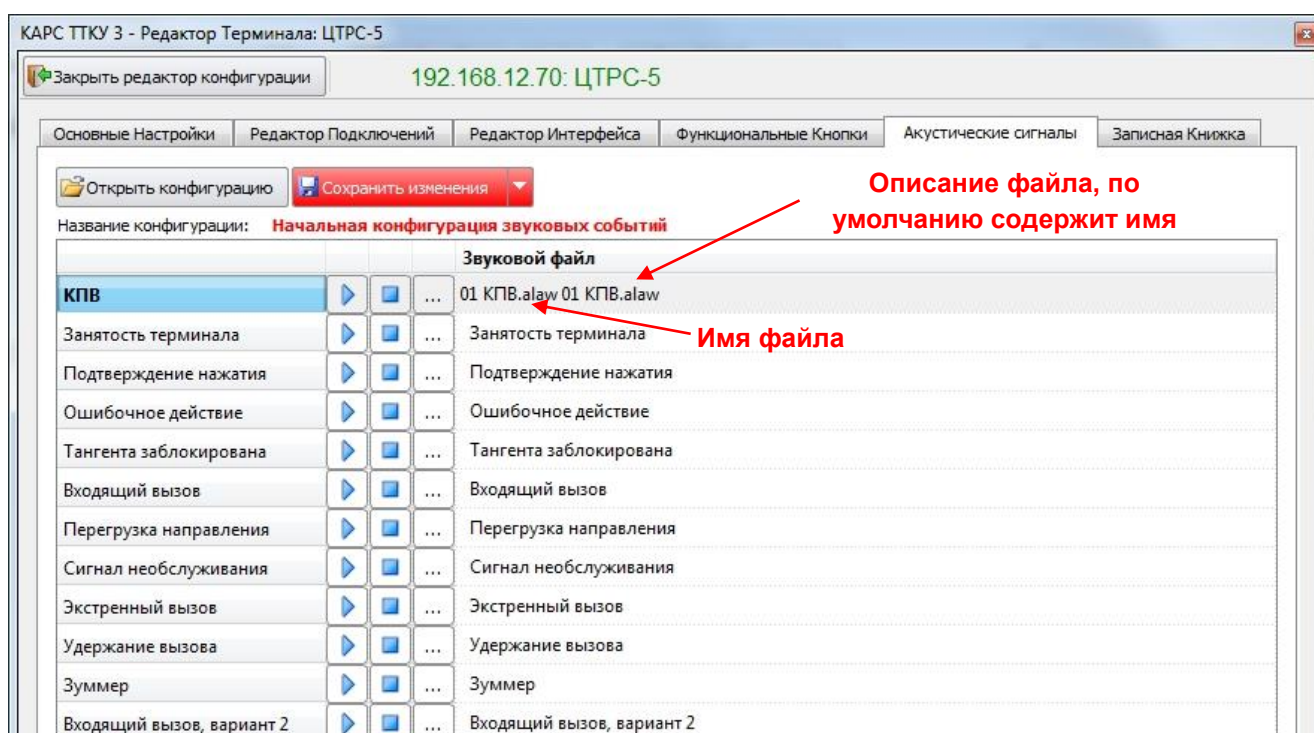 КАРС ТТКУ 3 - Редактор Терминала: ЦТРС-5
Закрыть редактор конфигурации
192.168.12.70: ЦТРС-5
Основные Настройки
Редактор Подключений
Редактор Интерфейса
Функциональные Кнопки
Акустические сигналы
Записная Книжка
Открыть конфигурацию
Сохранить изменения
Описание файла, по
умолчанию содержит имя
Название конфигурации: Начальная конфигурация звуковых событий
Звуковой файл
КПВ ... 01 КПВ.alaw 01 КПВ.alaw
Имя файла
Занятость терминала ... Занятость терминала
Подтверждение нажатия ... Подтверждение нажатия
Ошибочное действие ... Ошибочное действие
Тангента заблокирована ... Тангента заблокирована
Входящий вызов ... Входящий вызов
Перегрузка направления ... Перегрузка направления
Сигнал необслуживания ... Сигнал необслуживания
Экстренный вызов ... Экстренный вызов
Удержание вызова ... Удержание вызова
Зуммер ... Зуммер
Входящий вызов, вариант 2 ... Входящий вызов, вариант 2